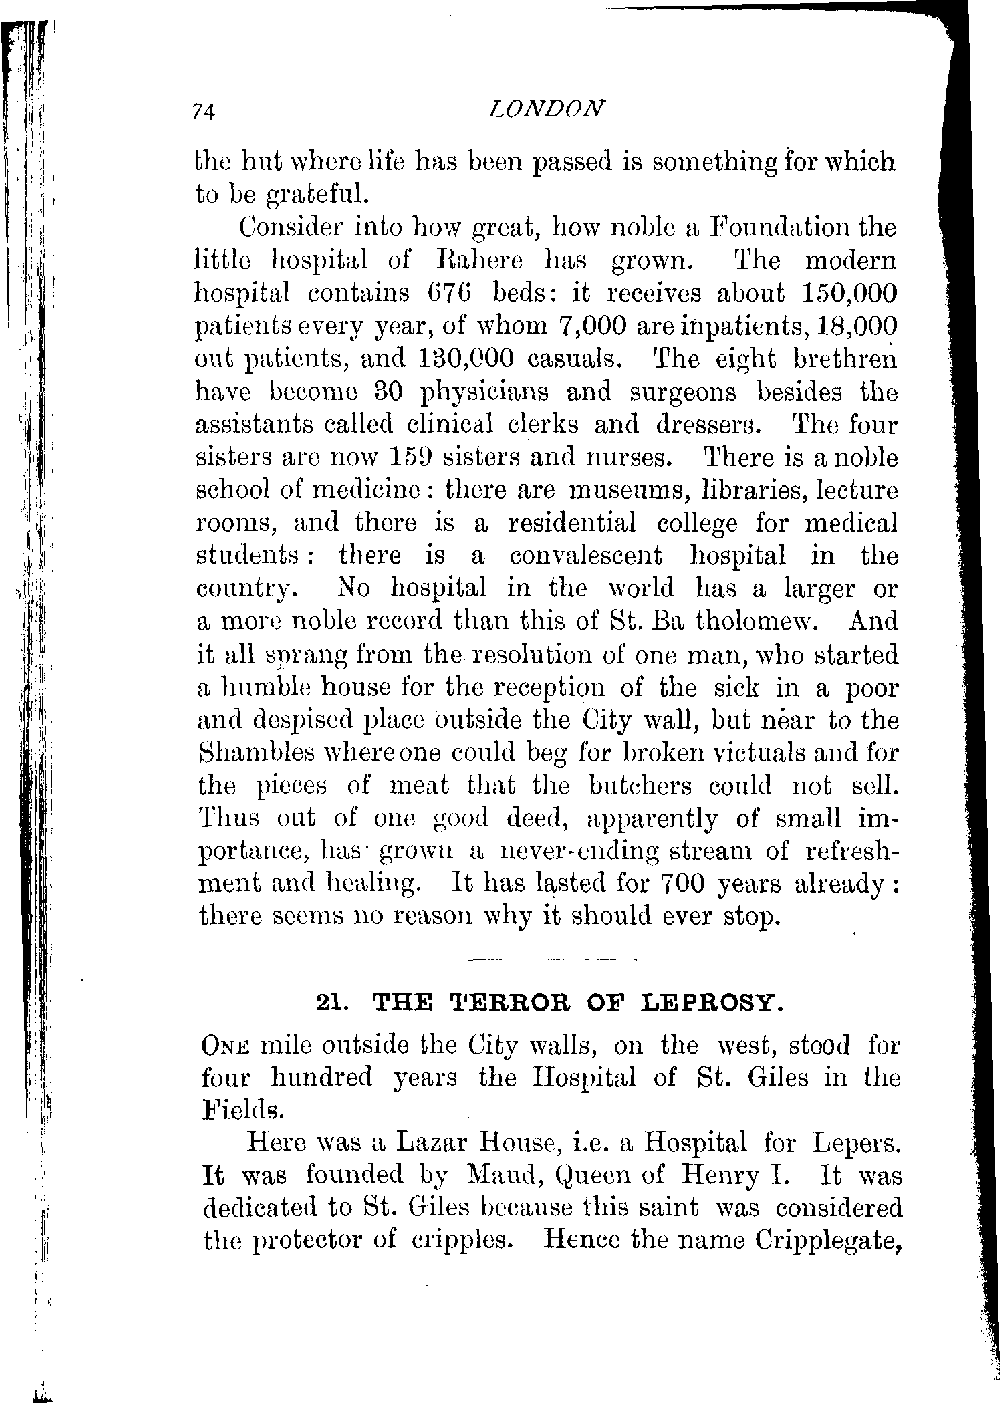 74 LONDON
the hut where life has been passed is something for which
to be grateful.
Consider into how great, how noble a Foundation the
little hospital of Rahere has grown. The modern
hospital contains 676 beds: it receives about 150,000
patients every year, of whom 7,000 are inpatients, 18,000
out patients, and 130,000 casuals. The eight brethren
have become 30 physicians and surgeons besides the
assistants called clinical clerks and dressers. The four
sisters are now 159 sisters and nurses. There is a noble
school of medicine: there are museums, libraries, lecture
rooms, and there is a residential college for medical
students: there is a convalescent hospital in the
country. No hospital in the world has a larger or
a more noble record than this of St. Ba tholomew. And
it all sprang from the resolution of one man, who started
a humble house for the reception of the sick in a poor
and despised place outside the City wall, but near to the
Shambles where one could beg for broken victuals and for
the pieces of meat that the butchers could not sell.
Thus out of one good deed, apparently of small im-
portance, has grown a never-ending stream of refresh-
ment and healing. It has lasted for 700 years already:
there seems no reason why it should ever stop.
21. THE TERROR OF LEPROSY.
ONE mile outside the City walls, on the west, stood for
four hundred years the Hospital of St. Giles in the
Fields.
Here was a Lazar House, i.e. a Hospital for Lepers.
It was founded by Maud, Queen of Henry I. It was
dedicated to St. Giles because this saint was considered
the protector of cripples. Hence the name Cripplegate,